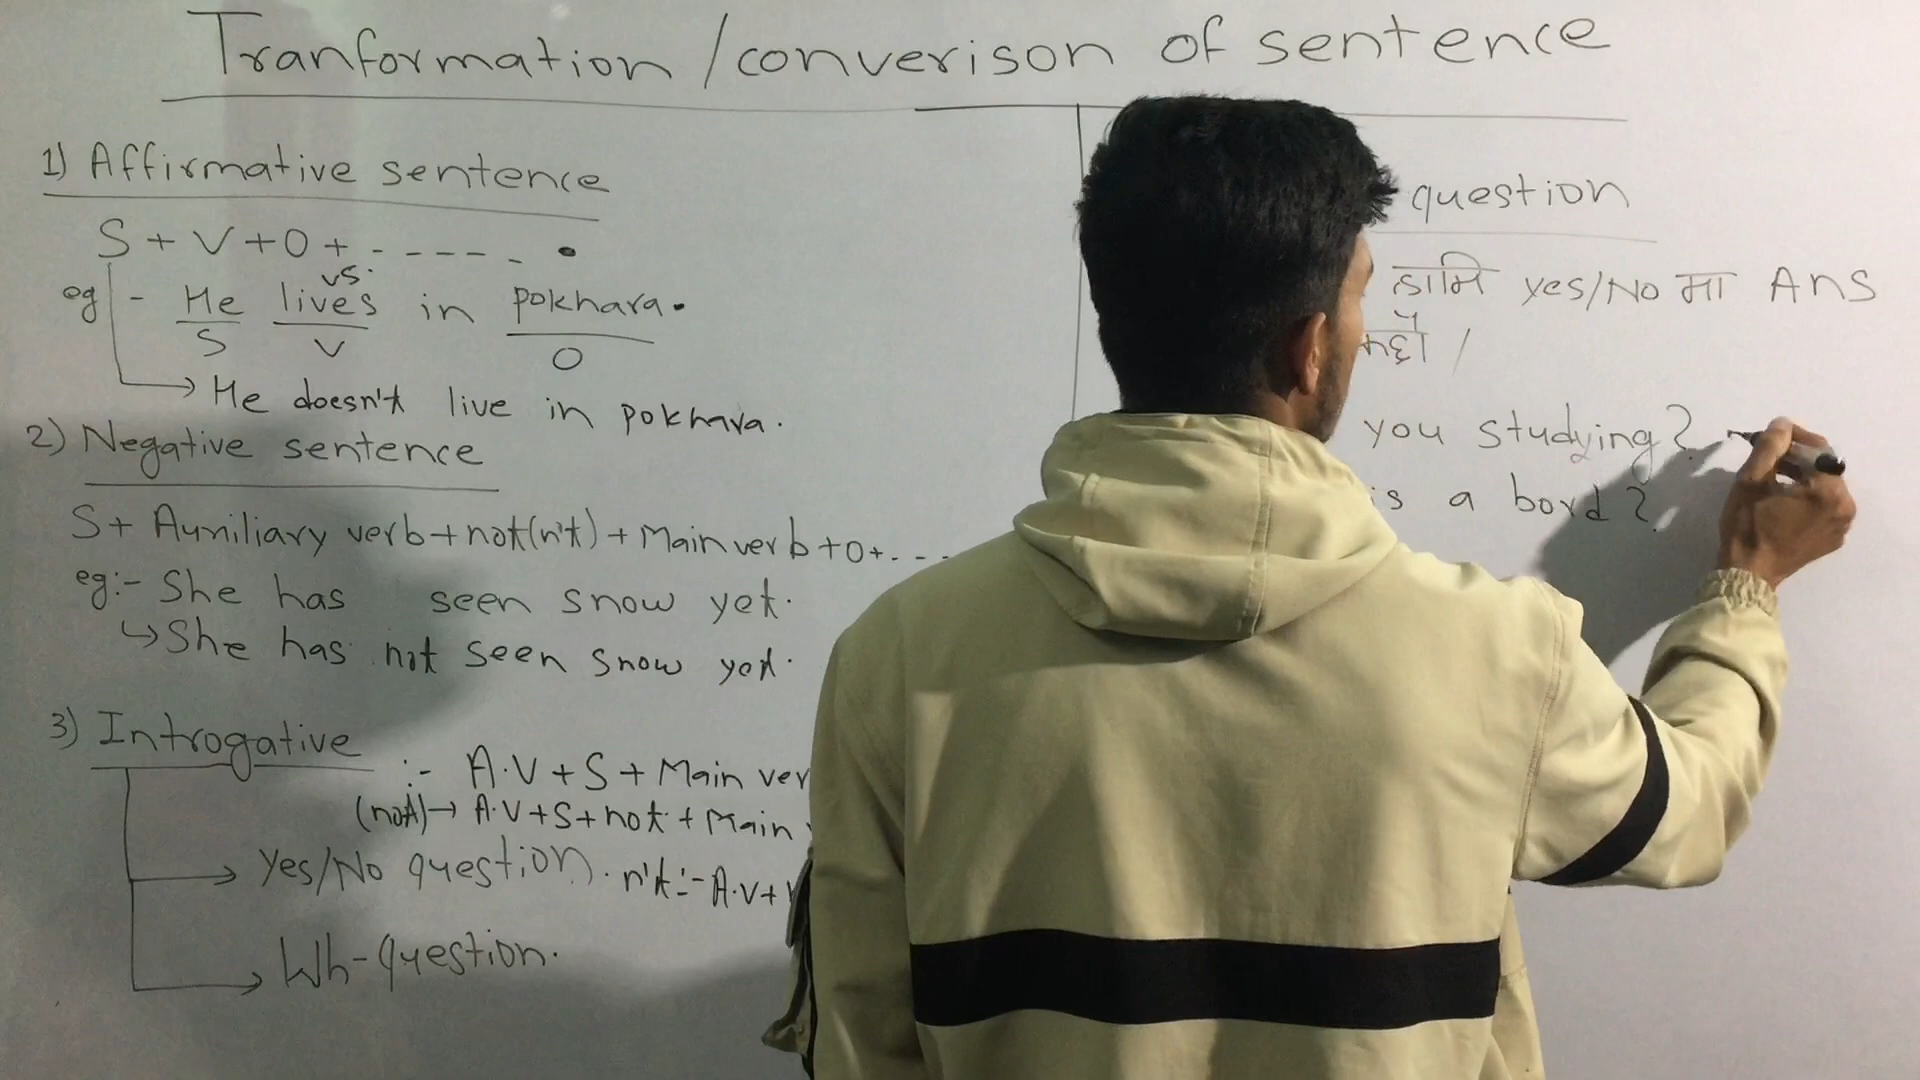 Tranformation/converison of sentence
1) Affirmative sentence
S + V + O + - - - - - .
vs.
eg - He lives in pokhara.
S V O
→ He doesn't live in pokhra.
2) Negative sentence
S + Auxiliary verb + not(n't) + Main verb + O + - - -
eg:- She has seen snow yet.
↳ She has not seen snow yet.
3) Introgative
:- A.V + S + Main ver
(not) → A.V + S + not + Main
→ Yes/No question. n't:- A.V +
→ Wh-question.
question
हामि yes/No मा Ans
you studying?
is a bord?